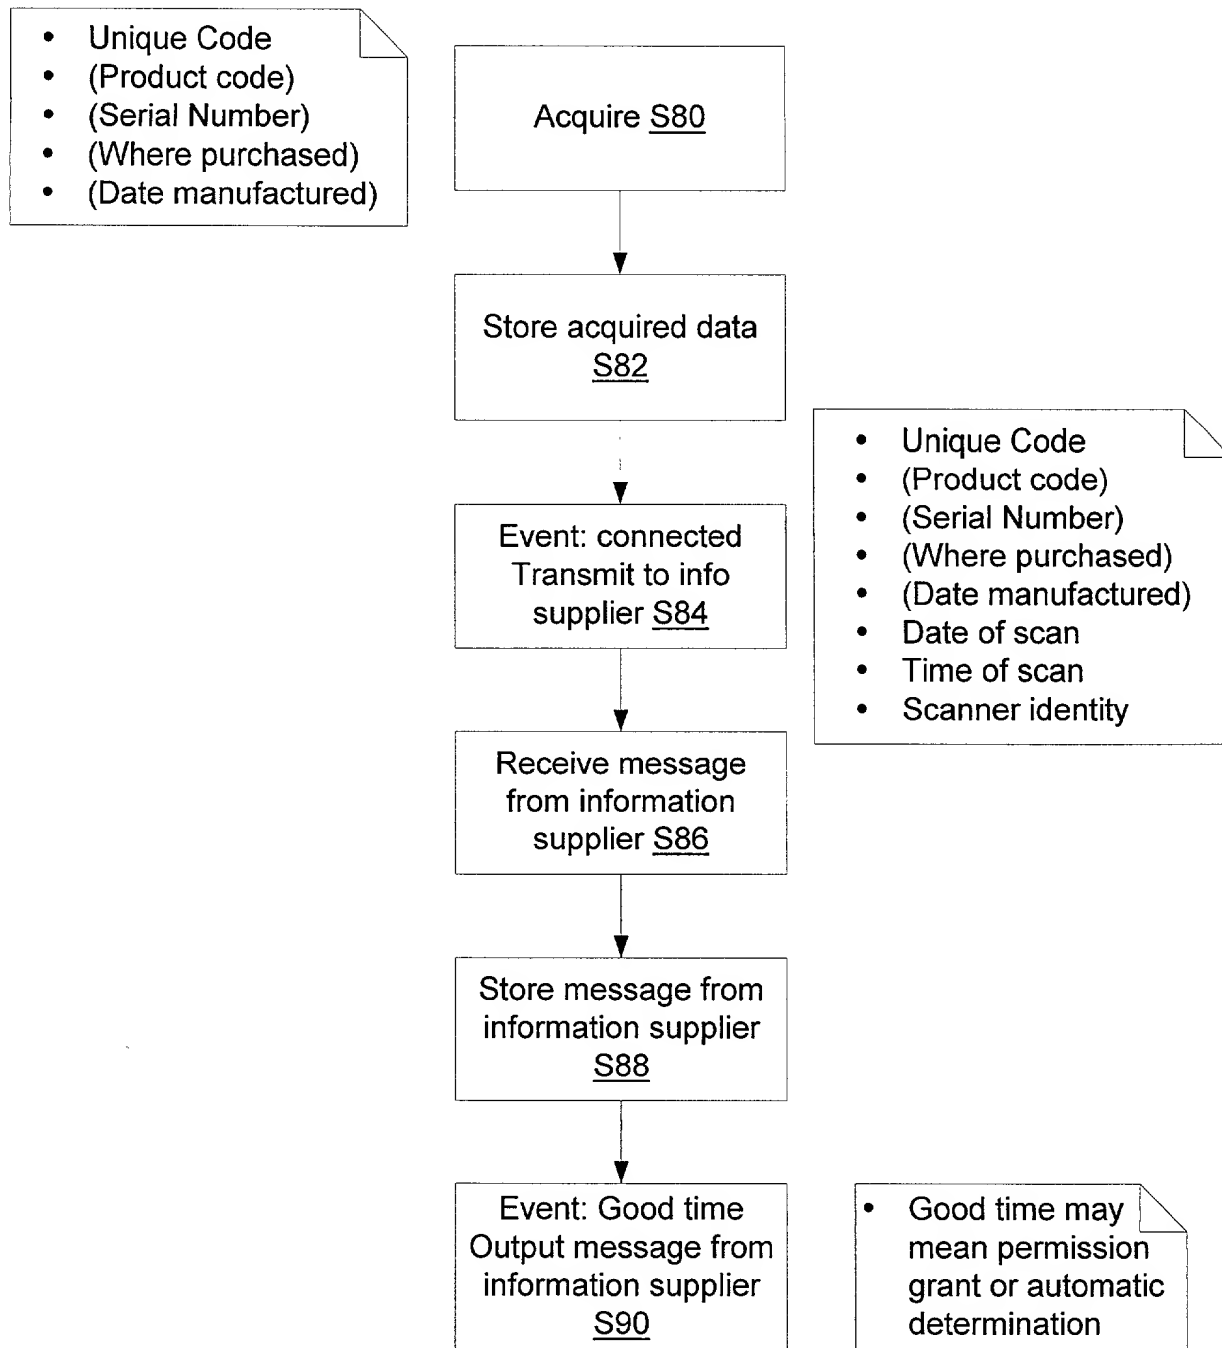 • Unique Code
• (Product code)
• (Serial Number)
• (Where purchased)
• (Date manufactured)
Acquire S80
Store acquired data
S82
Event: connected
Transmit to info
supplier S84
• Unique Code
• (Product code)
• (Serial Number)
• (Where purchased)
• (Date manufactured)
• Date of scan
• Time of scan
• Scanner identity
Receive message
from information
supplier S86
Store message from
information supplier
S88
Event: Good time
Output message from
information supplier
S90
• Good time may
mean permission
grant or automatic
determination